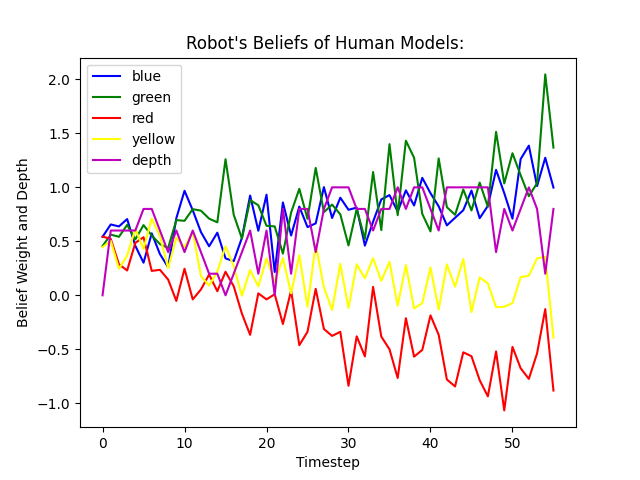 Robot's Beliefs of Human Models:
blue
green
red
yellow
depth
2.0
1.5
1.0
0.5
0.0
−0.5
−1.0
Belief Weight and Depth
0 10 20 30 40 50
Timestep